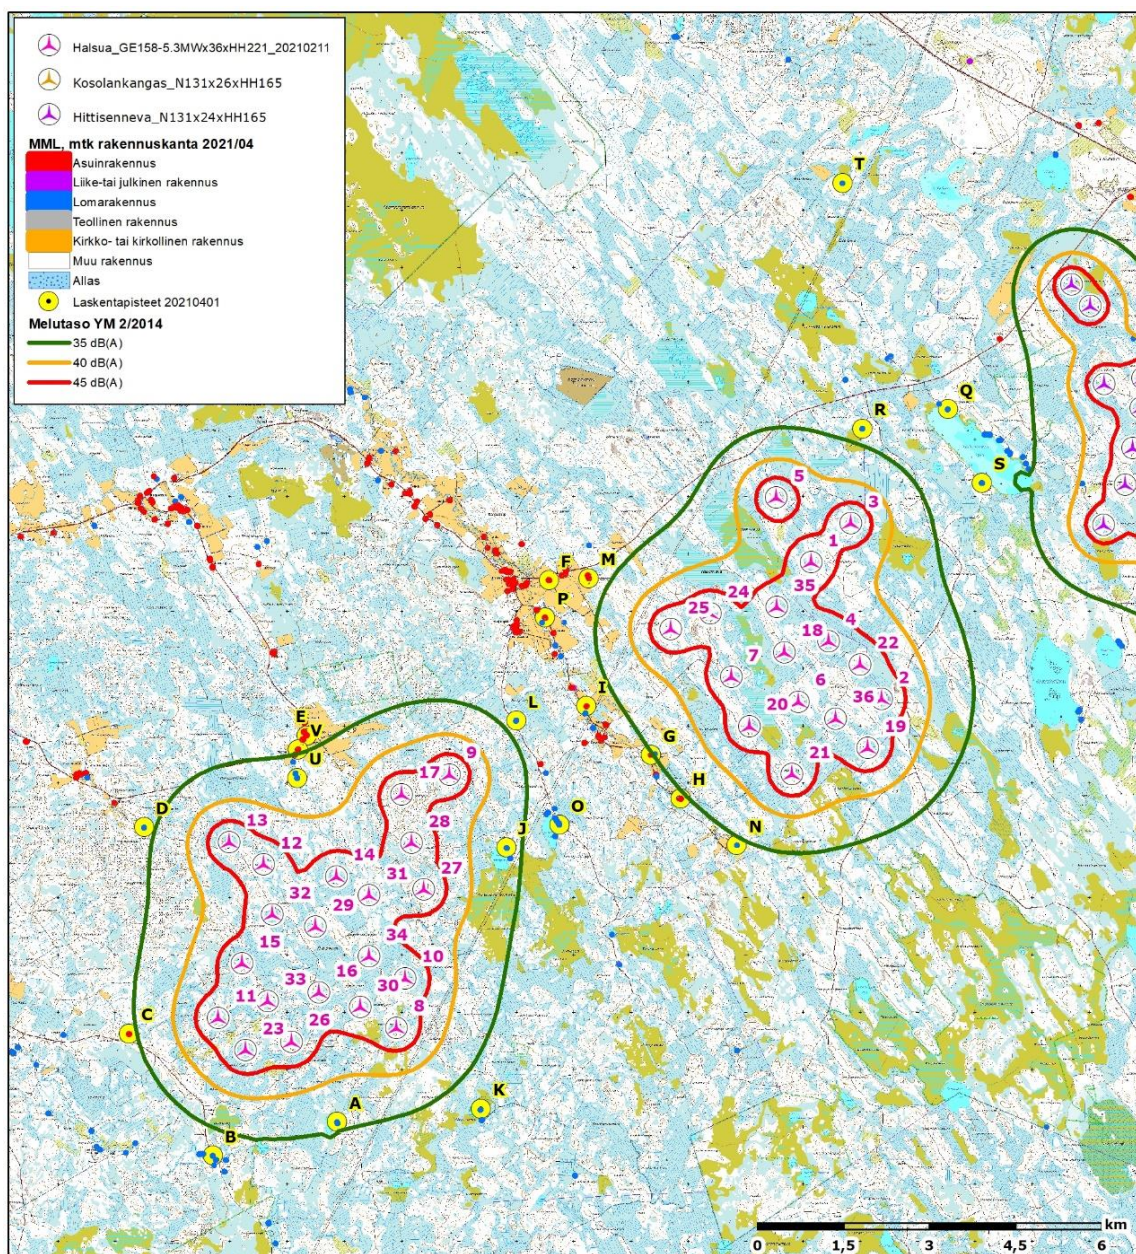 Halsua_GE158-5.3MWx36xHH221_20210211
Kosolankangas_N131x26xHH165
Hittisenneva_N131x24xHH165
MML, mtk rakennuskanta 2021/04
Asuinrakennus
Liike-tai julkinen rakennus
Lomarakennus
Teollinen rakennus
Kirkko- tai kirkollinen rakennus
Muu rakennus
Allas
Laskentapisteet 20210401
Melutaso YM 2/2014
35 dB(A)
40 dB(A)
45 dB(A)
T
Q
R
S
5
3
1
F
M
P
24
35
25
4
18
22
7
6
2
I
20
36
L
E
V
19
G
21
U
9
17
H
D
O
13
28
J
N
12
14
31
27
32
29
34
15
16
10
33
30
11
8
C
23
26
K
A
B
km
0
1,5
3
4,5
6